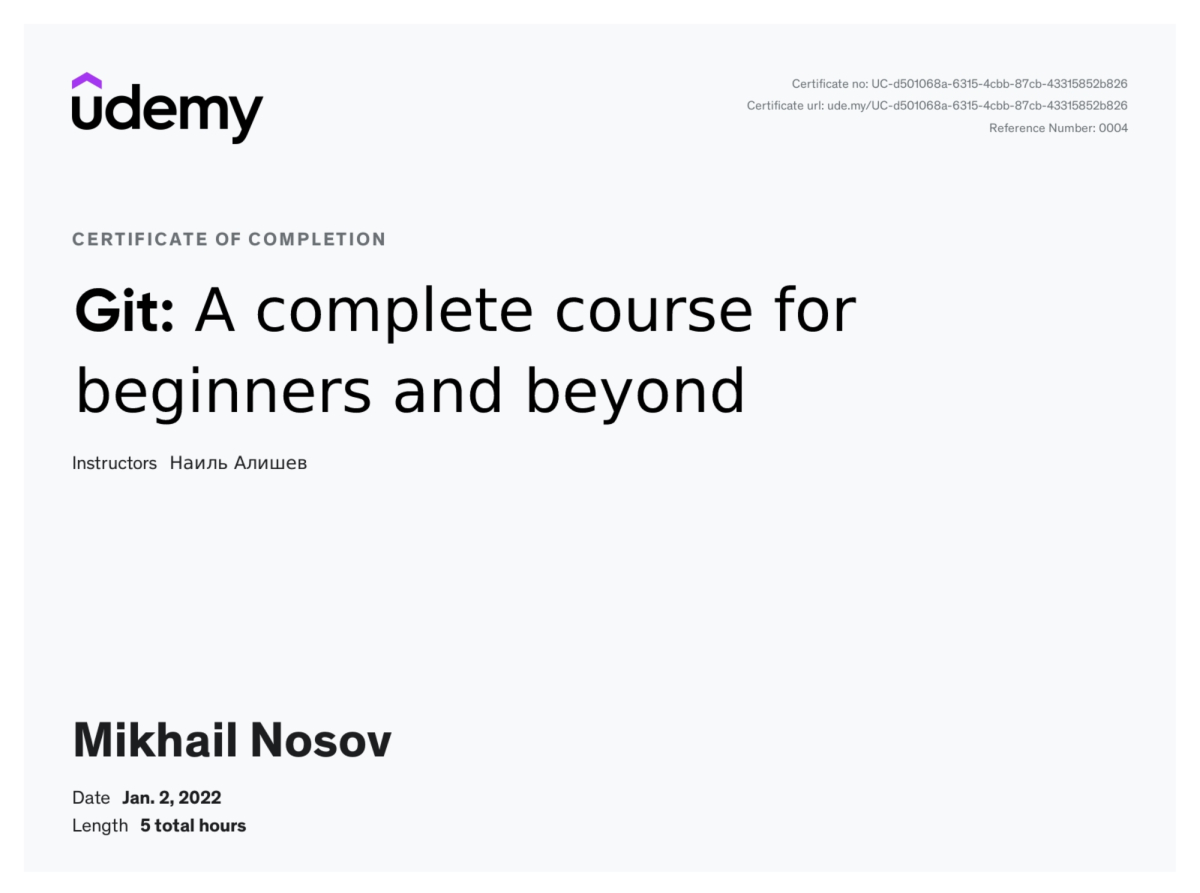 udemy
Certificate no: UC-d501068a-6315-4cbb-87cb-43315852b826
Certificate url: ude.my/UC-d501068a-6315-4cbb-87cb-43315852b826
Reference Number: 0004
CERTIFICATE OF COMPLETION
Git: A complete course for
beginners and beyond
Instructors Наиль Алишев
Mikhail Nosov
Date Jan. 2, 2022
Length 5 total hours